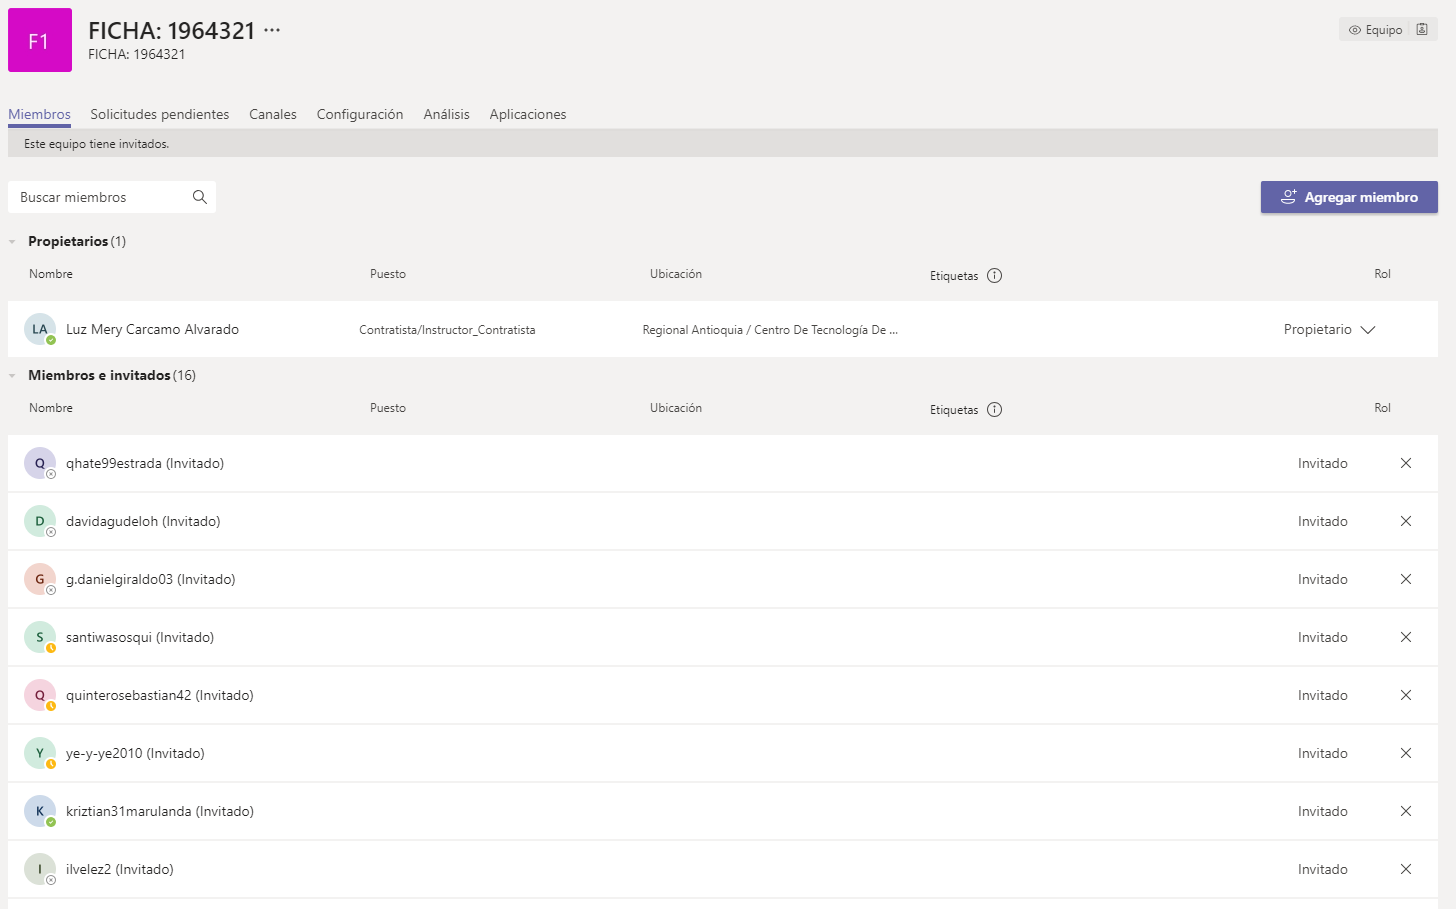 F1
FICHA: 1964321 ...
FICHA: 1964321
Equipo
Miembros Solicitudes pendientes Canales Configuración Análisis Aplicaciones
Este equipo tiene invitados.
Buscar miembros
Agregar miembro
Propietarios (1)
Nombre Puesto Ubicación Etiquetas Rol
LA Luz Mery Carcamo Alvarado Contratista/Instructor_Contratista Regional Antioquia / Centro De Tecnología De ... Propietario
Miembros e invitados (16)
Nombre Puesto Ubicación Etiquetas Rol
Q qhate99estrada (Invitado) Invitado
D davidagudeloh (Invitado) Invitado
G g.danielgiraldo03 (Invitado) Invitado
S santiwasosqui (Invitado) Invitado
Q quinterosebastian42 (Invitado) Invitado
Y ye-y-ye2010 (Invitado) Invitado
K kriztian31marulanda (Invitado) Invitado
I ilvelez2 (Invitado) Invitado